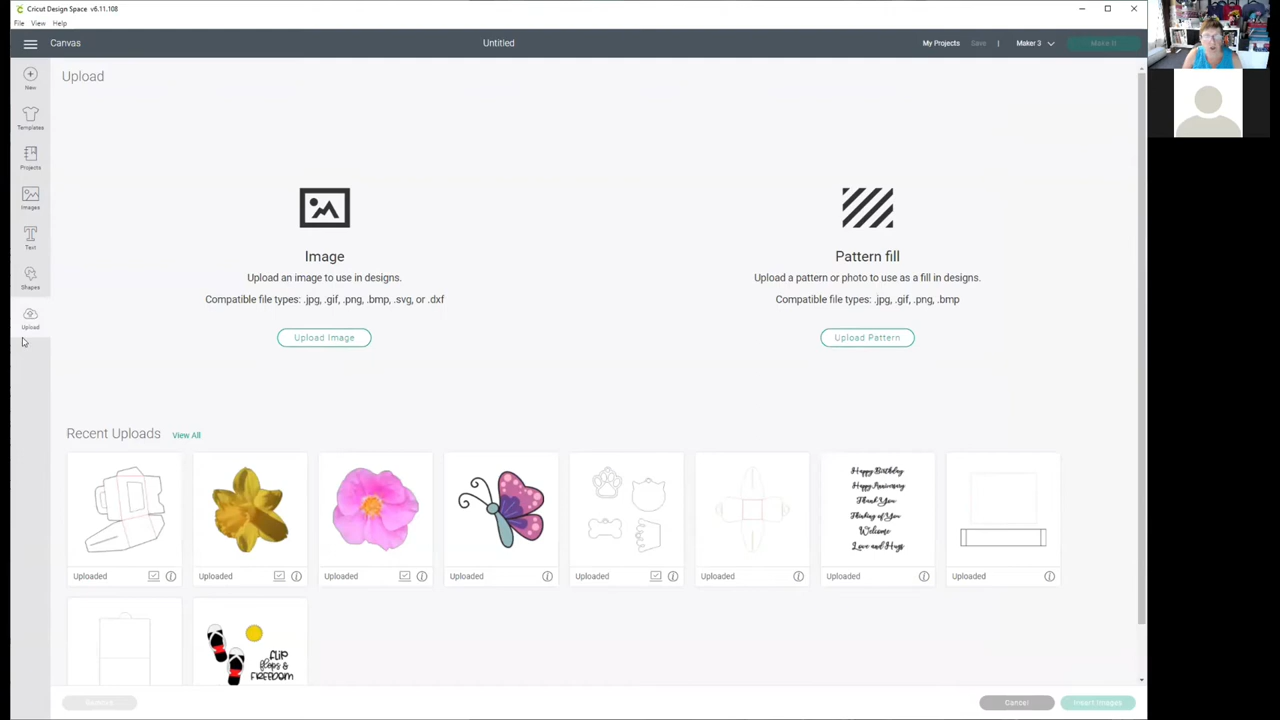 Cricut Design Space v6.11.108
File View Help
Canvas
Untitled
My Projects Save | Maker 3 Make It
New
Templates
Projects
Images
Text
Shapes
Upload
Upload
Image
Upload an image to use in designs.
Compatible file types: .jpg, .gif, .png, .bmp, .svg, or .dxf
Upload Image
Pattern fill
Upload a pattern or photo to use as a fill in designs.
Compatible file types: .jpg, .gif, .png, .bmp
Upload Pattern
Recent Uploads View All
Happy Birthday
Happy Anniversary
Thank You
Thinking of You
Welcome
Love and Hugs
Uploaded
Uploaded
Uploaded
Uploaded
Uploaded
Uploaded
Uploaded
Uploaded
FLIP
flops &
FREEDOM
Cancel
Insert Images